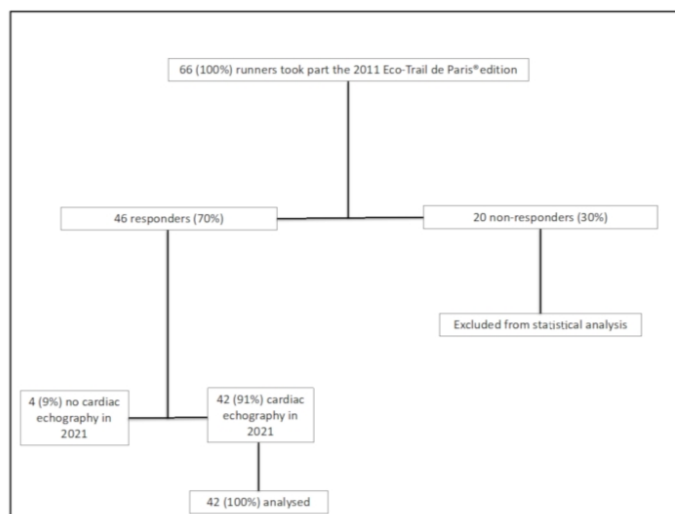 66 (100%) runners took part the 2011 Eco-Trail de Paris® edition
46 responders (70%)
20 non-responders (30%)
Excluded from statistical analysis
4 (9%) no cardiac
echography in
2021
42 (91%) cardiac
echography in
2021
42 (100%) analysed